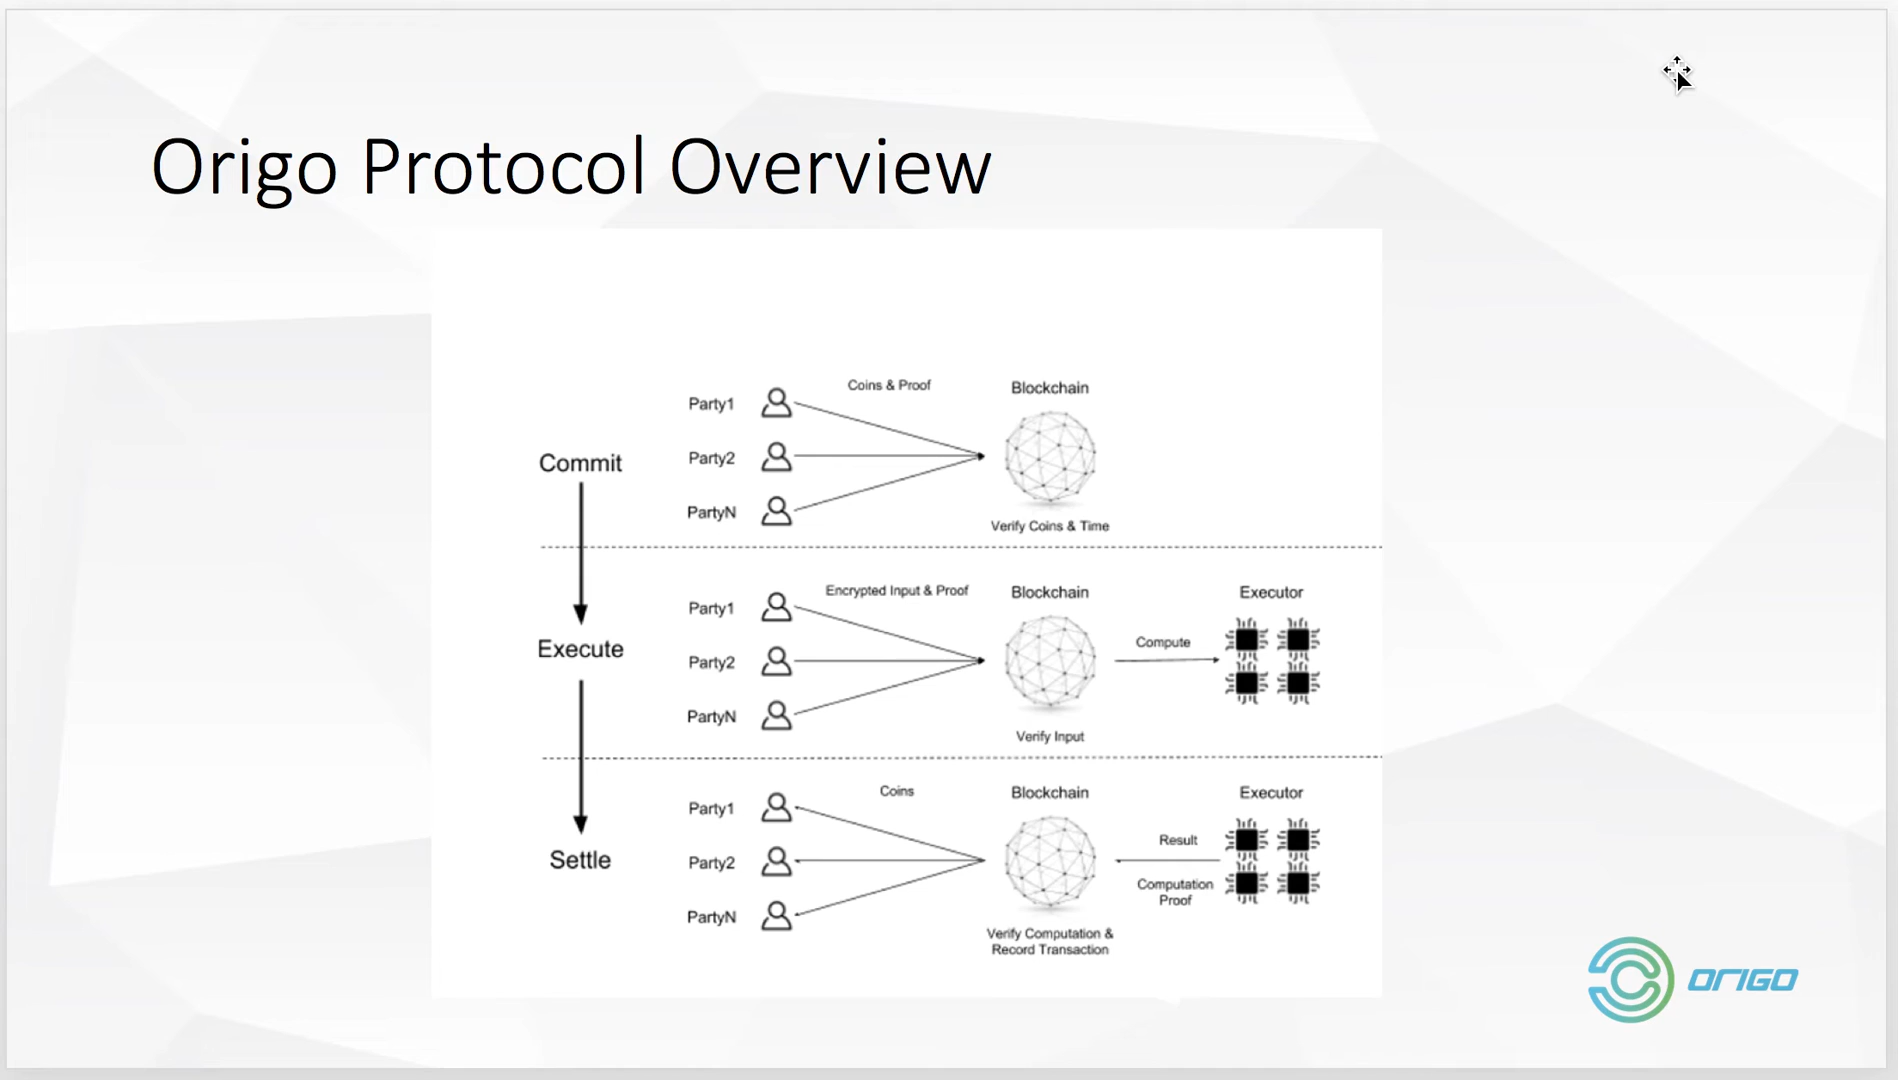 Origo Protocol Overview
Commit
Party1
Party2
PartyN
Coins & Proof
Blockchain
Verify Coins & Time
Execute
Party1
Party2
PartyN
Encrypted Input & Proof
Blockchain
Verify Input
Compute
Executor
Settle
Party1
Party2
PartyN
Coins
Blockchain
Verify Computation &
Record Transaction
Result
Computation
Proof
Executor
ORIGO